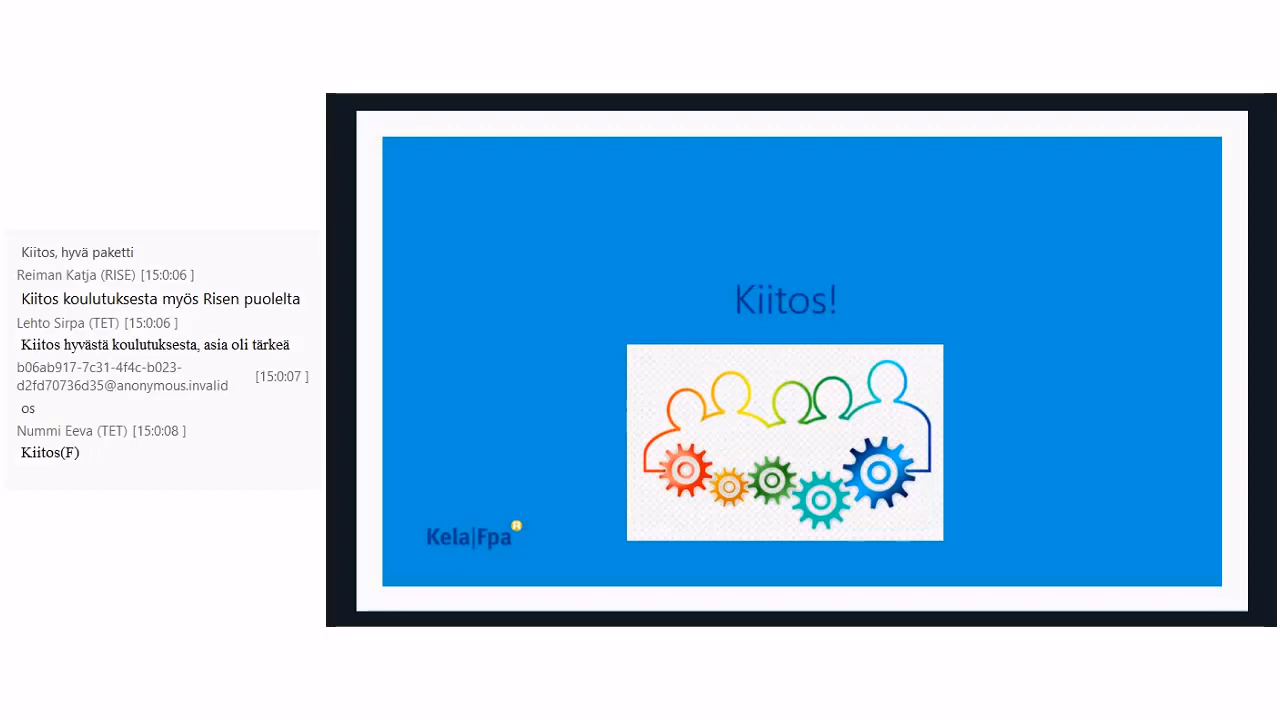 Kiitos, hyvä paketti
Reiman Katja (RISE) [15:0:06 ]
Kiitos koulutuksesta myös Risen puolelta
Lehto Sirpa (TET) [15:0:06 ]
Kiitos hyvästä koulutuksesta, asia oli tärkeä
b06ab917-7c31-4f4c-b023-
d2fd70736d35@anonymous.invalid [15:0:07 ]
os
Nummi Eeva (TET) [15:0:08 ]
Kiitos(F)
Kiitos!
Kela|Fpa